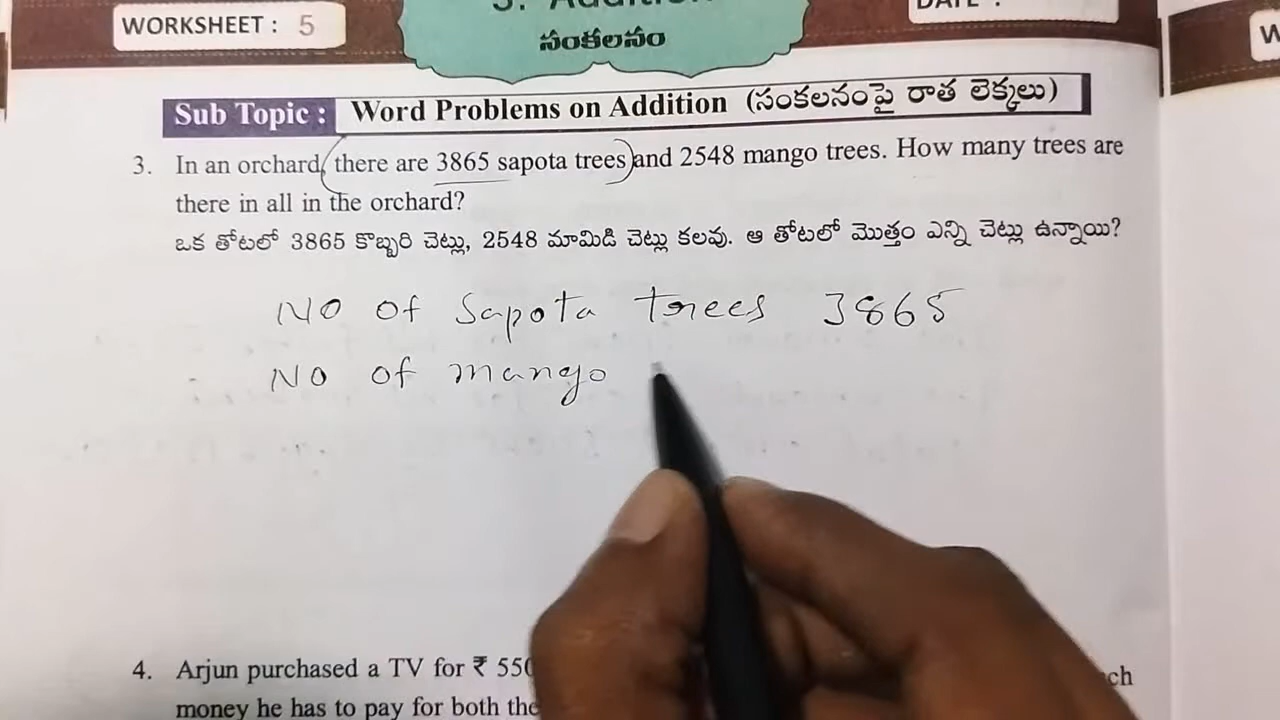 WORKSHEET : 5
3. Addition
సంకలనం
DATE :
W
Sub Topic : Word Problems on Addition (సంకలనంపై రాత లెక్కలు)
3. In an orchard, there are 3865 sapota trees and 2548 mango trees. How many trees are
there in all in the orchard?
ఒక తోటలో 3865 కొబ్బరి చెట్లు, 2548 మామిడి చెట్లు కలవు. ఆ తోటలో మొత్తం ఎన్ని చెట్లు ఉన్నాయి?
NO of Sapota trees 3865
NO of mango
4. Arjun purchased a TV for ₹ 550
money he has to pay for both the